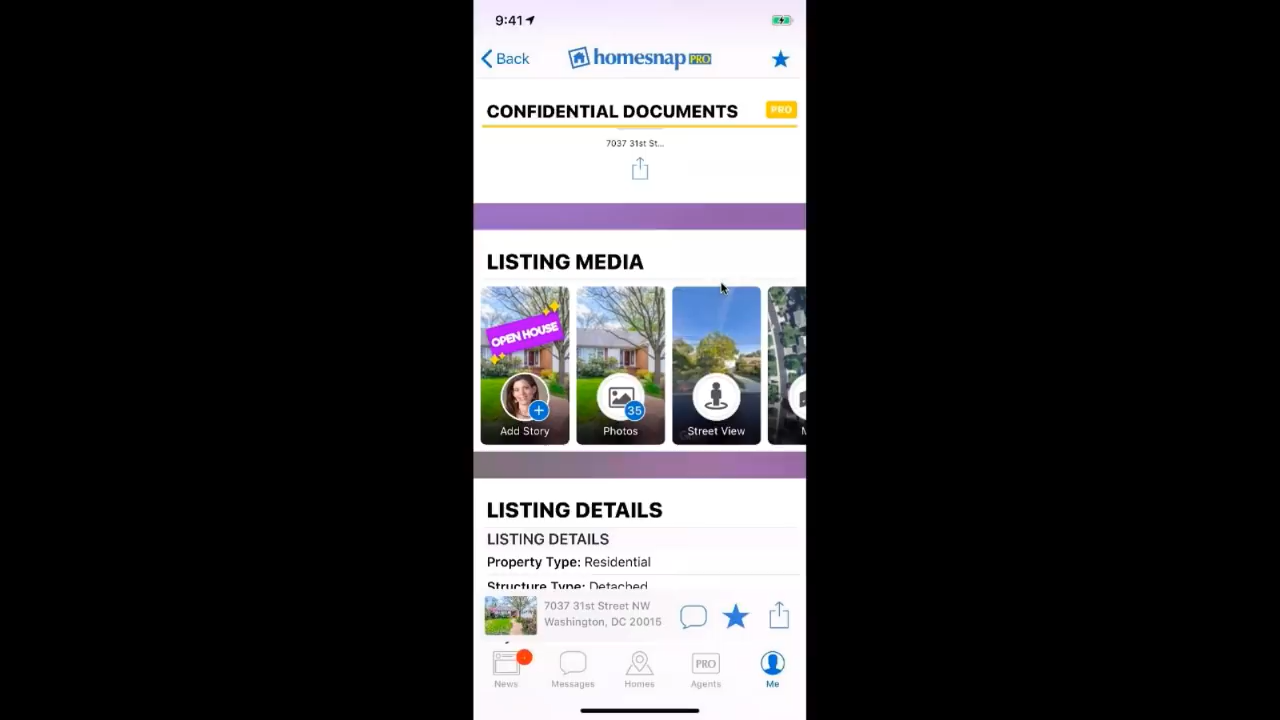 9:41
Back
homesnap PRO
CONFIDENTIAL DOCUMENTS
PRO
7037 31st St...
LISTING MEDIA
OPEN HOUSE
35
Add Story
Photos
Street View
M
LISTING DETAILS
LISTING DETAILS
Property Type: Residential
Structure Type: Detached
7037 31st Street NW
Washington, DC 20015
PRO
News
Messages
Homes
Agents
Me